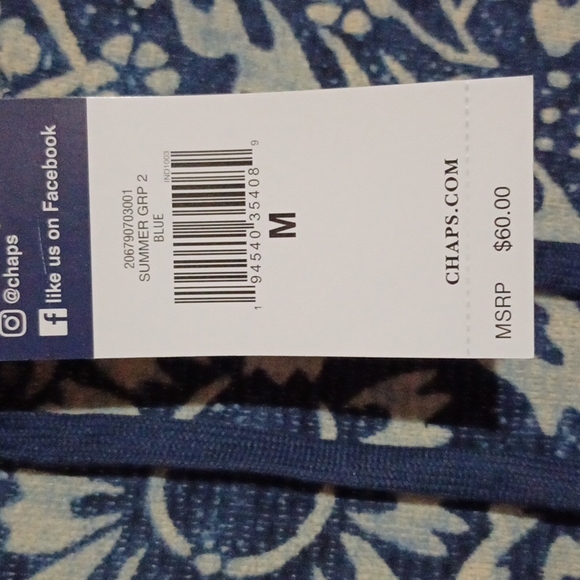 @chaps
f like us on Facebook
206790703001
SUMMER GRP 2
BLUE
IND1003
1 94540 35408 9
M
CHAPS.COM
MSRP $60.00